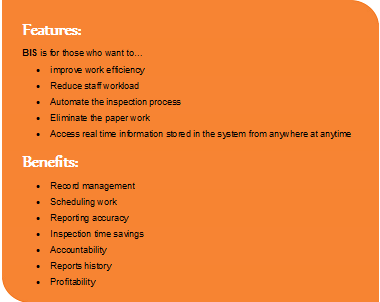 Features:
BIS is for those who want to...
• improve work efficiency
• Reduce staff workload
• Automate the inspection process
• Eliminate the paper work
• Access real time information stored in the system from anywhere at anytime
Benefits:
• Record management
• Scheduling work
• Reporting accuracy
• Inspection time savings
• Accountability
• Reports history
• Profitability